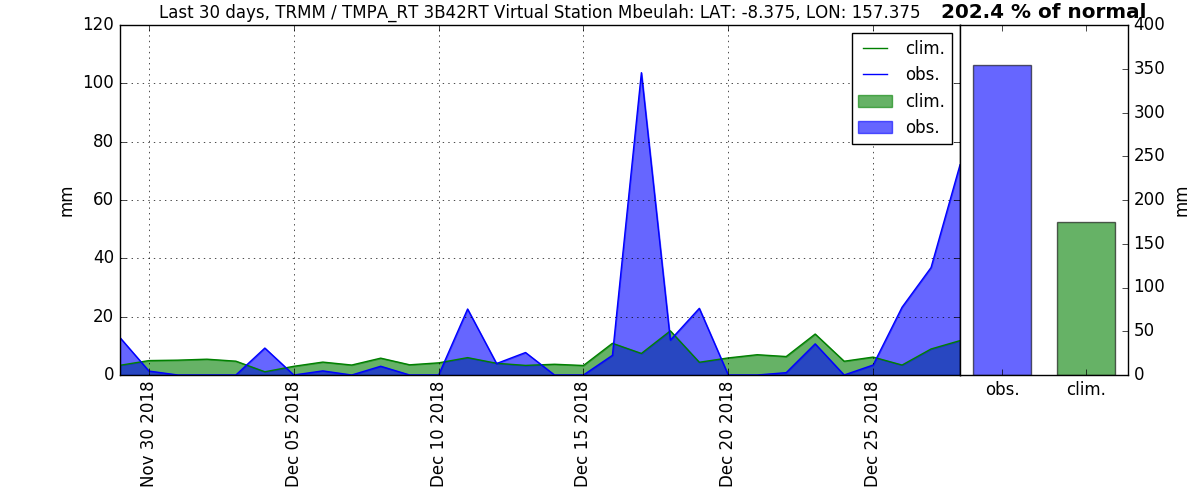 Last 30 days, TRMM / TMPA_RT 3B42RT Virtual Station Mbeulah: LAT: -8.375, LON: 157.375
202.4 % of normal
120
100
80
60
40
20
0
mm
clim.
obs.
clim.
obs.
400
350
300
250
200
150
100
50
0
mm
Nov 30 2018
Dec 05 2018
Dec 10 2018
Dec 15 2018
Dec 20 2018
Dec 25 2018
obs.
clim.